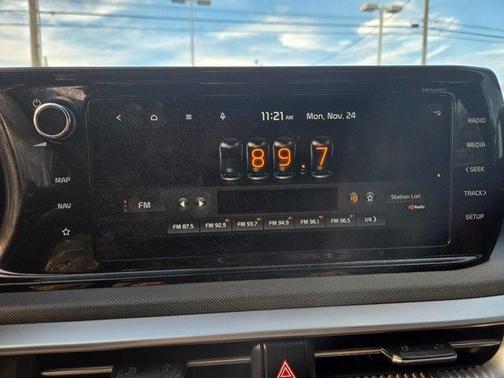 11:21 AM Mon, Nov. 24
89.7
FM
Station List
HD Radio
FM 87.5 FM 92.9 FM 93.7 FM 94.9 FM 96.1 FM 96.5 1/4 >
MAP
NAV
RADIO
MEDIA
< SEEK
TRACK >
SETUP